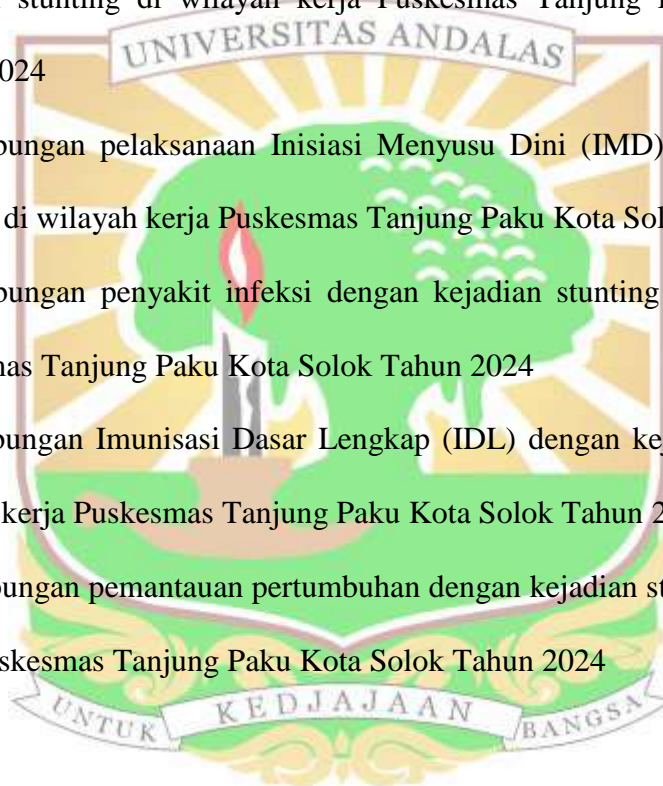 stunting di wilayah kerja Puskesmas Tanjung
UNIVERSITAS ANDALAS
024
bungan pelaksanaan Inisiasi Menyusu Dini (IMD)
di wilayah kerja Puskesmas Tanjung Paku Kota Sol
bungan penyakit infeksi dengan kejadian stunting
nas Tanjung Paku Kota Solok Tahun 2024
bungan Imunisasi Dasar Lengkap (IDL) dengan kej
kerja Puskesmas Tanjung Paku Kota Solok Tahun 2
bungan pemantauan pertumbuhan dengan kejadian st
skesmas Tanjung Paku Kota Solok Tahun 2024
UNTUK KEDJAJAAN BANGSA